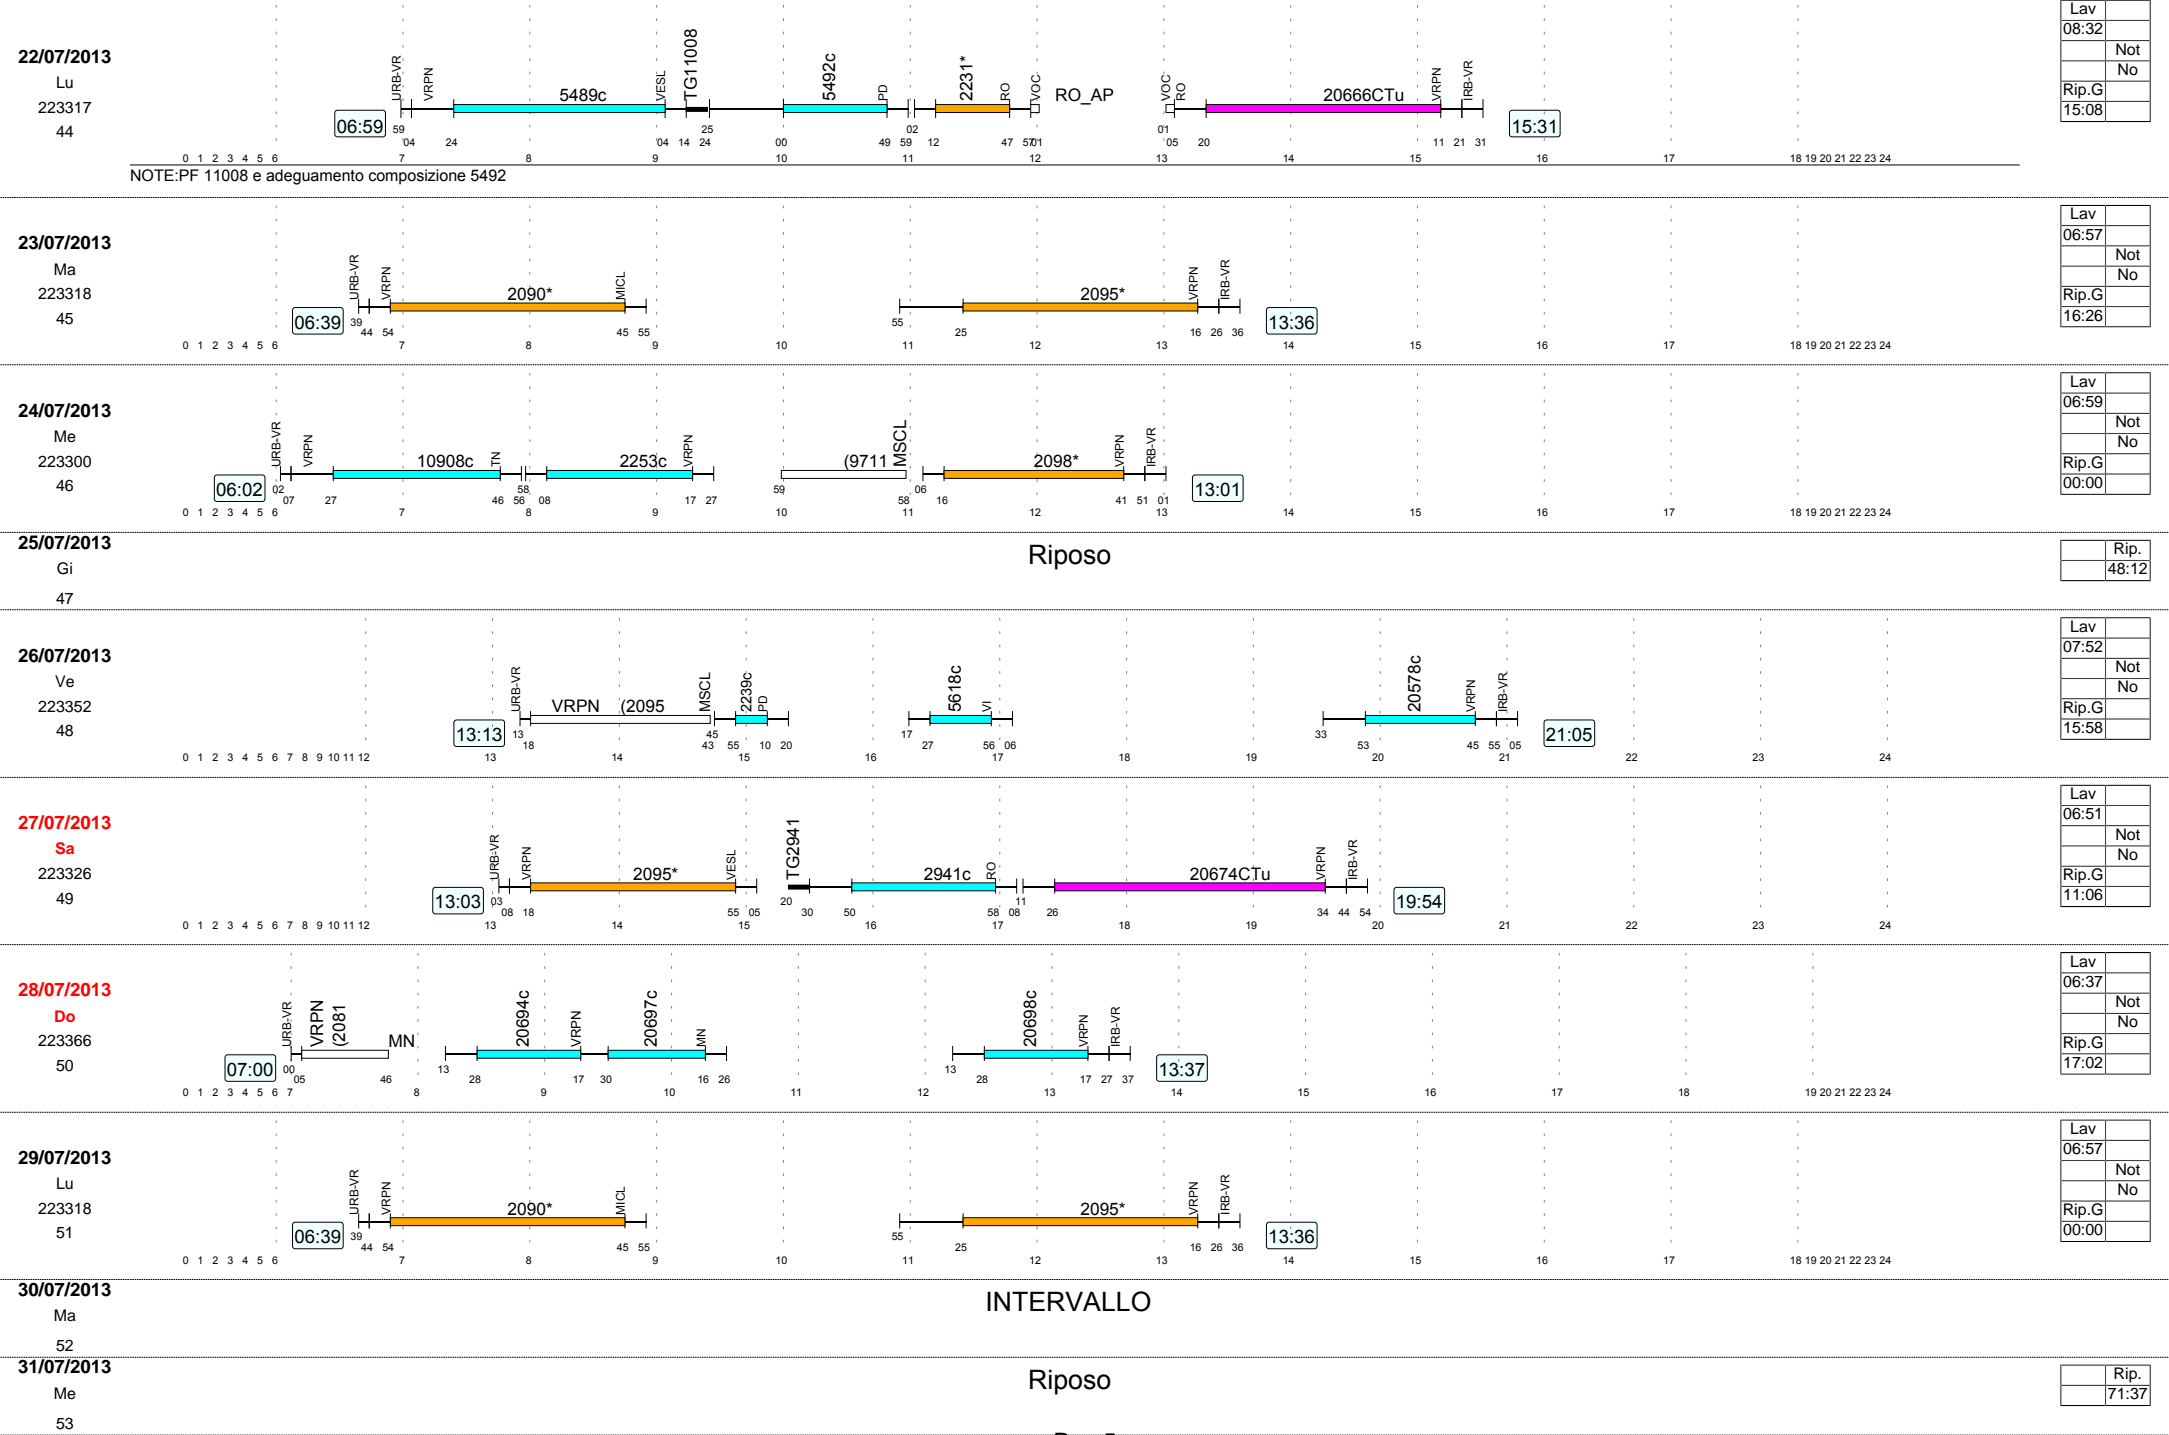 22/07/2013
Lu
223317
44
06:59
URB-VR VRPN 5489c VESL TG11008 5492c PD 2231* RO VOC RO_AP VOC RO 20666CTu VRPN IRB-VR
59 04 24 04 14 24 25 00 49 59 02 12 47 57 01 01 05 20 11 21 31
15:31
0 1 2 3 4 5 6 7 8 9 10 11 12 13 14 15 16 17 18 19 20 21 22 23 24
NOTE:PF 11008 e adeguamento composizione 5492
Lav
08:32
Not
No
Rip.G
15:08
23/07/2013
Ma
223318
45
06:39
URB-VR VRPN 2090* MICL 2095* VRPN IRB-VR
39 44 54 45 55 55 25 16 26 36
13:36
0 1 2 3 4 5 6 7 8 9 10 11 12 13 14 15 16 17 18 19 20 21 22 23 24
Lav
06:57
Not
No
Rip.G
16:26
24/07/2013
Me
223300
46
06:02
URB-VR VRPN 10908c TN 2253c VRPN (9711 MSCL 2098* VRPN IRB-VR
02 07 27 46 56 58 08 17 27 59 58 06 16 41 51 01
13:01
0 1 2 3 4 5 6 7 8 9 10 11 12 13 14 15 16 17 18 19 20 21 22 23 24
Lav
06:59
Not
No
Rip.G
00:00
25/07/2013
Gi
47
Riposo
Rip.
48:12
26/07/2013
Ve
223352
48
13:13
URB-VR VRPN (2095 MSCL 2239c PD 5618c VI 20578c VRPN IRB-VR
13 18 43 45 55 10 20 17 27 56 06 33 53 45 55 05
21:05
0 1 2 3 4 5 6 7 8 9 10 11 12 13 14 15 16 17 18 19 20 21 22 23 24
Lav
07:52
Not
No
Rip.G
15:58
27/07/2013
Sa
223326
49
13:03
URB-VR VRPN 2095* VESL TG2941 2941c RO 20674CTu VRPN IRB-VR
03 08 18 55 05 20 30 50 58 08 11 26 34 44 54
19:54
0 1 2 3 4 5 6 7 8 9 10 11 12 13 14 15 16 17 18 19 20 21 22 23 24
Lav
06:51
Not
No
Rip.G
11:06
28/07/2013
Do
223366
50
07:00
URB-VR VRPN (2081 MN 20694c VRPN 20697c MN 20698c VRPN IRB-VR
00 05 46 13 28 17 30 16 26 13 28 17 27 37
13:37
0 1 2 3 4 5 6 7 8 9 10 11 12 13 14 15 16 17 18 19 20 21 22 23 24
Lav
06:37
Not
No
Rip.G
17:02
29/07/2013
Lu
223318
51
06:39
URB-VR VRPN 2090* MICL 2095* VRPN IRB-VR
39 44 54 45 55 55 25 16 26 36
13:36
0 1 2 3 4 5 6 7 8 9 10 11 12 13 14 15 16 17 18 19 20 21 22 23 24
Lav
06:57
Not
No
Rip.G
00:00
30/07/2013
Ma
52
INTERVALLO
31/07/2013
Me
53
Riposo
Rip.
71:37